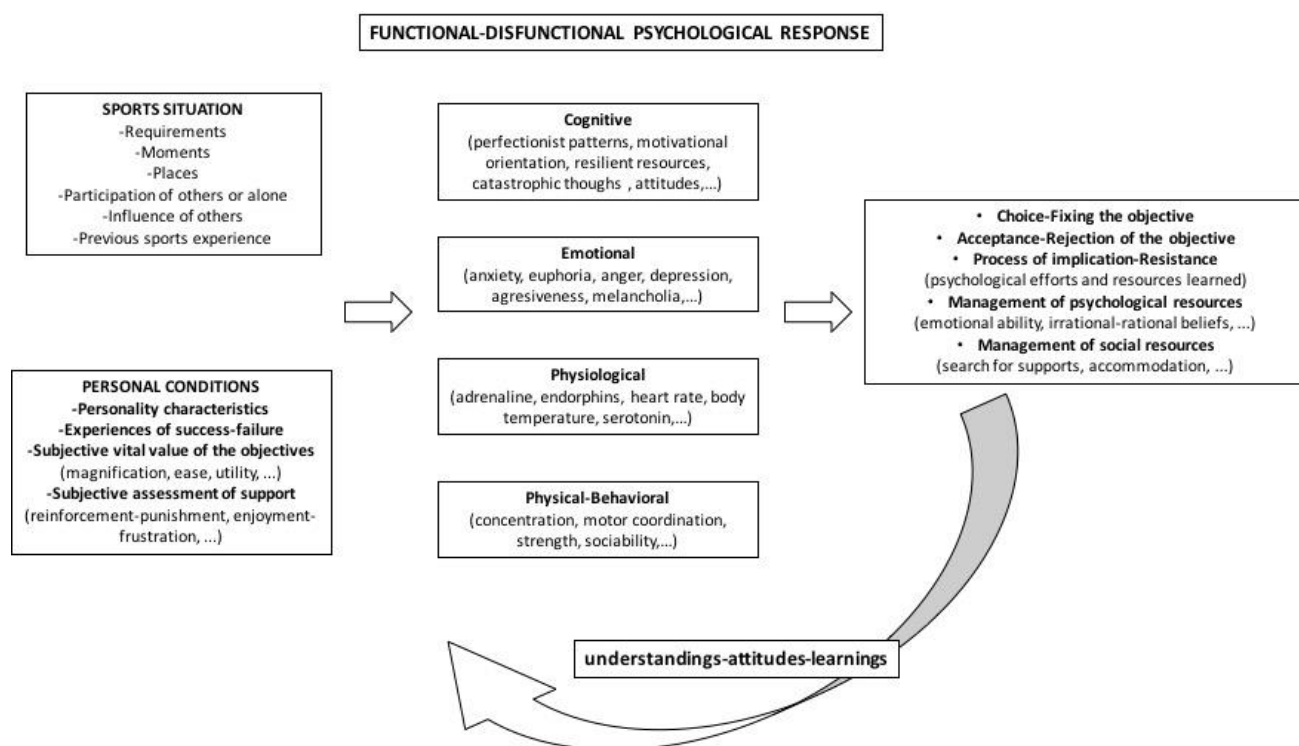 FUNCTIONAL-DISFUNCTIONAL PSYCHOLOGICAL RESPONSE
SPORTS SITUATION
-Requirements
-Moments
-Places
-Participation of others or alone
-Influence of others
-Previous sports experience
PERSONAL CONDITIONS
-Personality characteristics
-Experiences of success-failure
-Subjective vital value of the objectives
(magnification, ease, utility, ...)
-Subjective assessment of support
(reinforcement-punishment, enjoyment-
frustration, ...)
Cognitive
(perfectionist patterns, motivational
orientation, resilient resources,
catastrophic thoughs , attitudes,...)
Emotional
(anxiety, euphoria, anger, depression,
agresiveness, melancholia,...)
Physiological
(adrenaline, endorphins, heart rate, body
temperature, serotonin,...)
Physical-Behavioral
(concentration, motor coordination,
strength, sociability,...)
• Choice-Fixing the objective
• Acceptance-Rejection of the objective
• Process of implication-Resistance
(psychological efforts and resources learned)
• Management of psychological resources
(emotional ability, irrational-rational beliefs, ...)
• Management of social resources
(search for supports, accommodation, ...)
understandings-attitudes-learnings